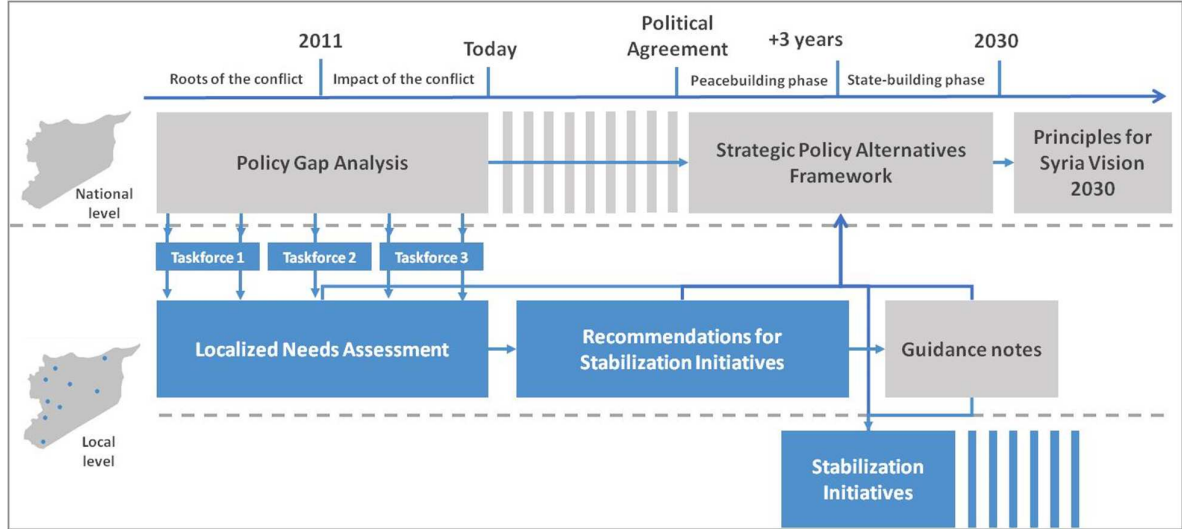 2011
Today
Political
Agreement
+3 years
2030
Roots of the conflict
Impact of the conflict
Peacebuilding phase
State-building phase
National
level
Policy Gap Analysis
Strategic Policy Alternatives
Framework
Principles for
Syria Vision
2030
Taskforce 1
Taskforce 2
Taskforce 3
Local
level
Localized Needs Assessment
Recommendations for
Stabilization Initiatives
Guidance notes
Stabilization
Initiatives